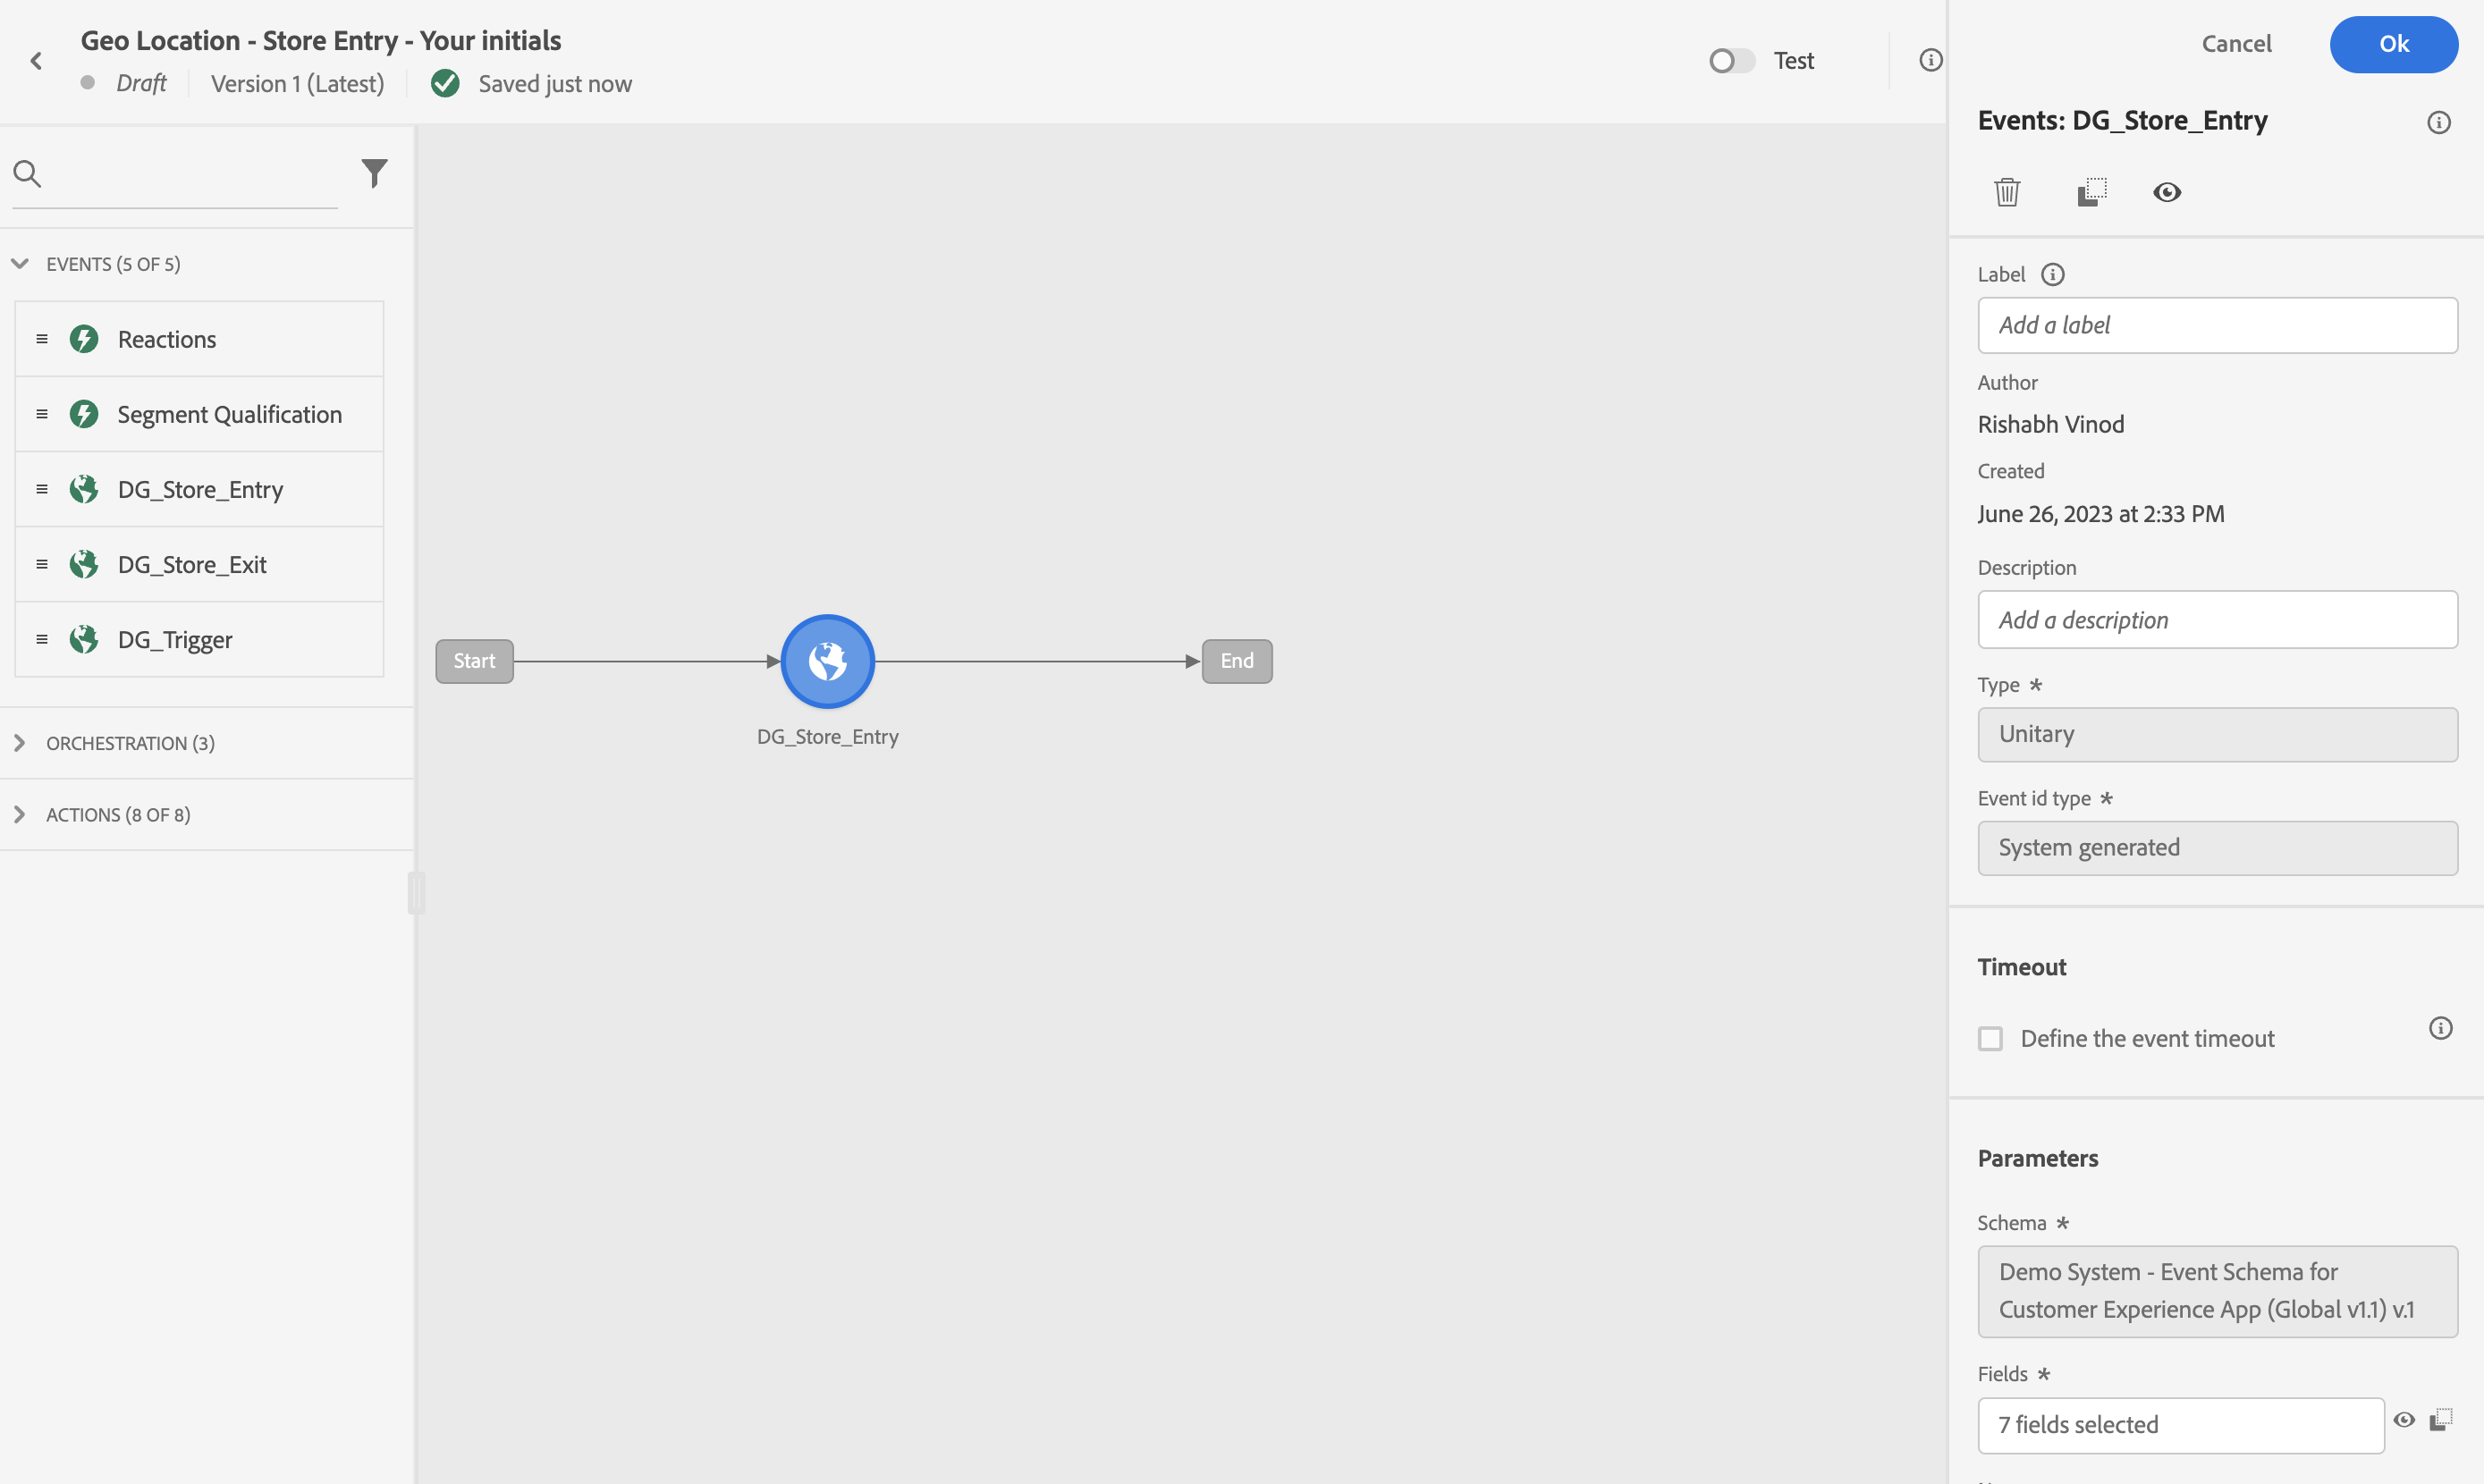 Geo Location - Store Entry - Your initials
Draft
Version 1 (Latest)
Saved just now
Test
Cancel
Ok
EVENTS (5 OF 5)
Reactions
Segment Qualification
DG_Store_Entry
DG_Store_Exit
DG_Trigger
ORCHESTRATION (3)
ACTIONS (8 OF 8)
Start
DG_Store_Entry
End
Events: DG_Store_Entry
Label
Add a label
Author
Rishabh Vinod
Created
June 26, 2023 at 2:33 PM
Description
Add a description
Type *
Unitary
Event id type *
System generated
Timeout
Define the event timeout
Parameters
Schema *
Demo System - Event Schema for
Customer Experience App (Global v1.1) v.1
Fields *
7 fields selected